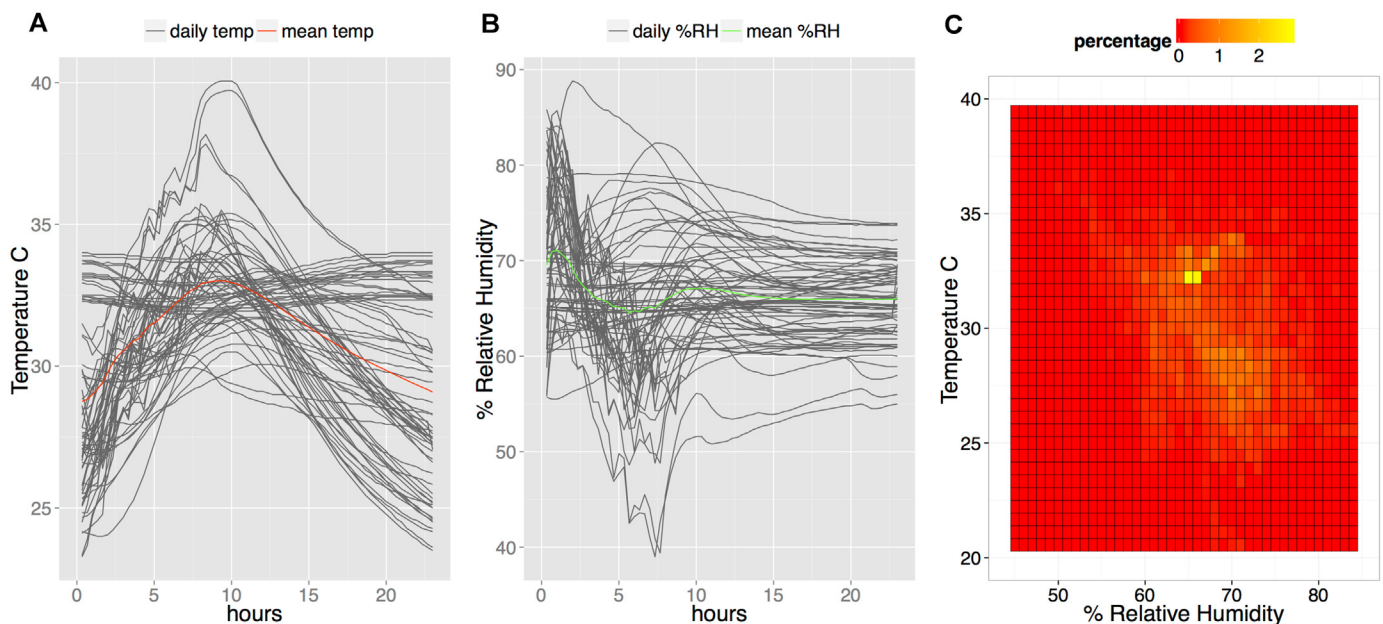 A
daily temp mean temp
Temperature C
40
35
30
25
0 5 10 15 20
hours
B
daily %RH mean %RH
% Relative Humidity
90
80
70
60
50
40
0 5 10 15 20
hours
C
percentage
0 1 2
Temperature C
40
35
30
25
20
50 60 70 80
% Relative Humidity